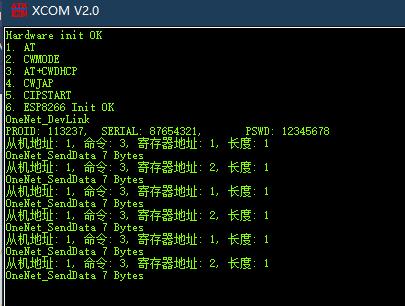 XCOM V2.0
Hardware init OK
1. AT
2. CWMODE
3. AT+CWDHCP
4. CWJAP
5. CIPSTART
6. ESP8266 Init OK
OneNet_DevLink
PROID: 113237, SERIAL: 87654321, PSWD: 12345678
从机地址: 1, 命令: 3, 寄存器地址: 1, 长度: 1
OneNet_SendData 7 Bytes
从机地址: 1, 命令: 3, 寄存器地址: 2, 长度: 1
OneNet_SendData 7 Bytes
从机地址: 1, 命令: 3, 寄存器地址: 1, 长度: 1
OneNet_SendData 7 Bytes
从机地址: 1, 命令: 3, 寄存器地址: 2, 长度: 1
OneNet_SendData 7 Bytes
从机地址: 1, 命令: 3, 寄存器地址: 1, 长度: 1
OneNet_SendData 7 Bytes
从机地址: 1, 命令: 3, 寄存器地址: 2, 长度: 1
OneNet_SendData 7 Bytes